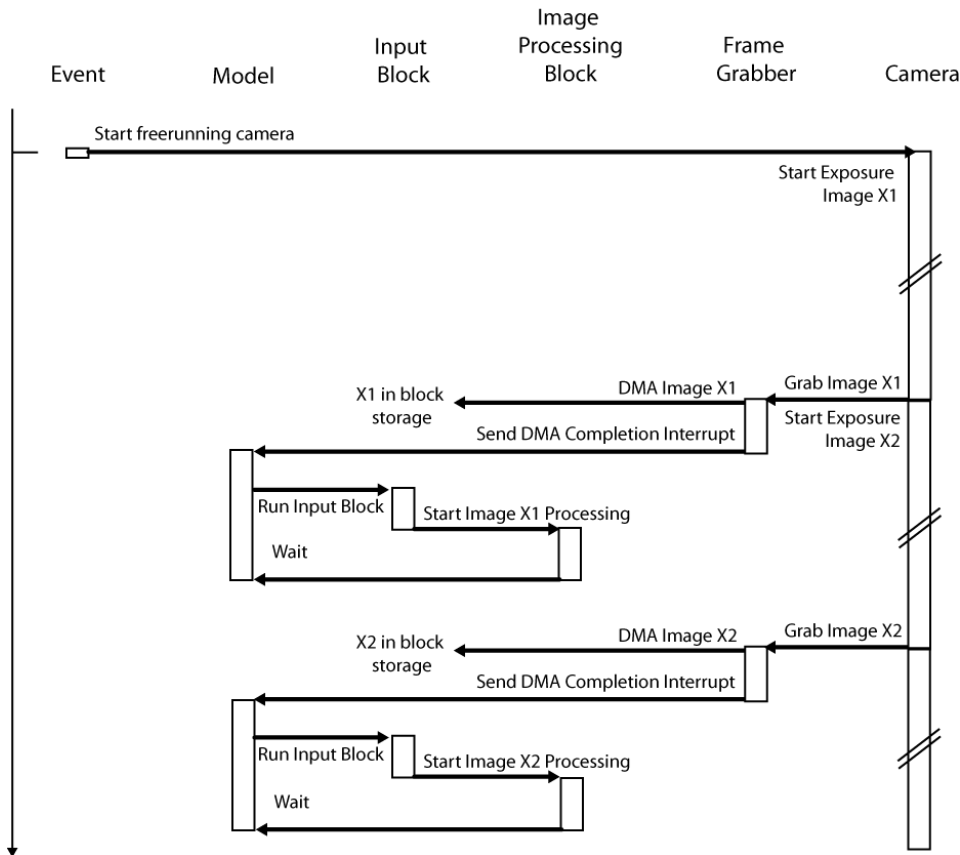 Event
Model
Input
Block
Image
Processing
Block
Frame
Grabber
Camera
Start freerunning camera
Start Exposure
Image X1
X1 in block
storage
DMA Image X1
Grab Image X1
Start Exposure
Image X2
Send DMA Completion Interrupt
Run Input Block
Start Image X1 Processing
Wait
X2 in block
storage
DMA Image X2
Grab Image X2
Send DMA Completion Interrupt
Run Input Block
Start Image X2 Processing
Wait